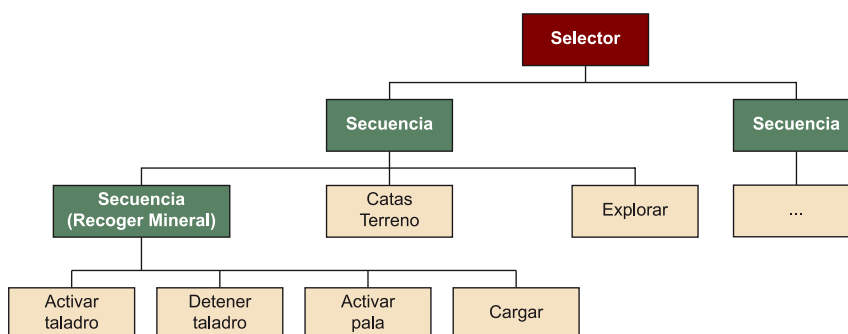 Selector
Secuencia
Secuencia
Secuencia
(Recoger Mineral)
Catas
Terreno
Explorar
...
Activar
taladro
Detener
taladro
Activar
pala
Cargar